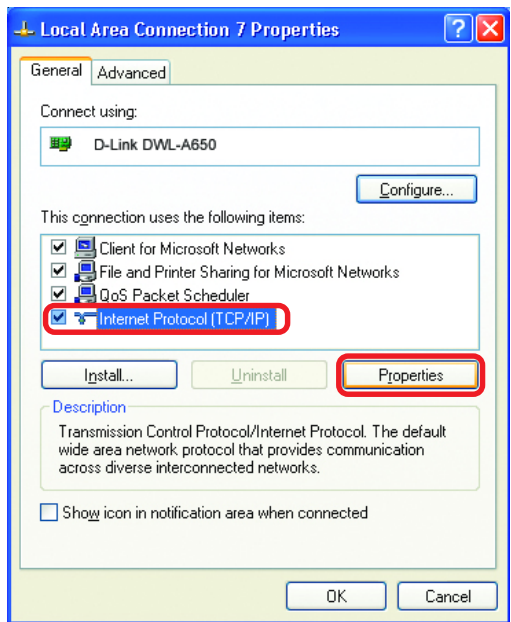 Local Area Connection 7 Properties
General Advanced
Connect using:
D-Link DWL-A650
Configure...
This connection uses the following items:
Client for Microsoft Networks
File and Printer Sharing for Microsoft Networks
QoS Packet Scheduler
Internet Protocol (TCP/IP)
Install... Uninstall Properties
Description
Transmission Control Protocol/Internet Protocol. The default
wide area network protocol that provides communication
across diverse interconnected networks.
Show icon in notification area when connected
OK Cancel